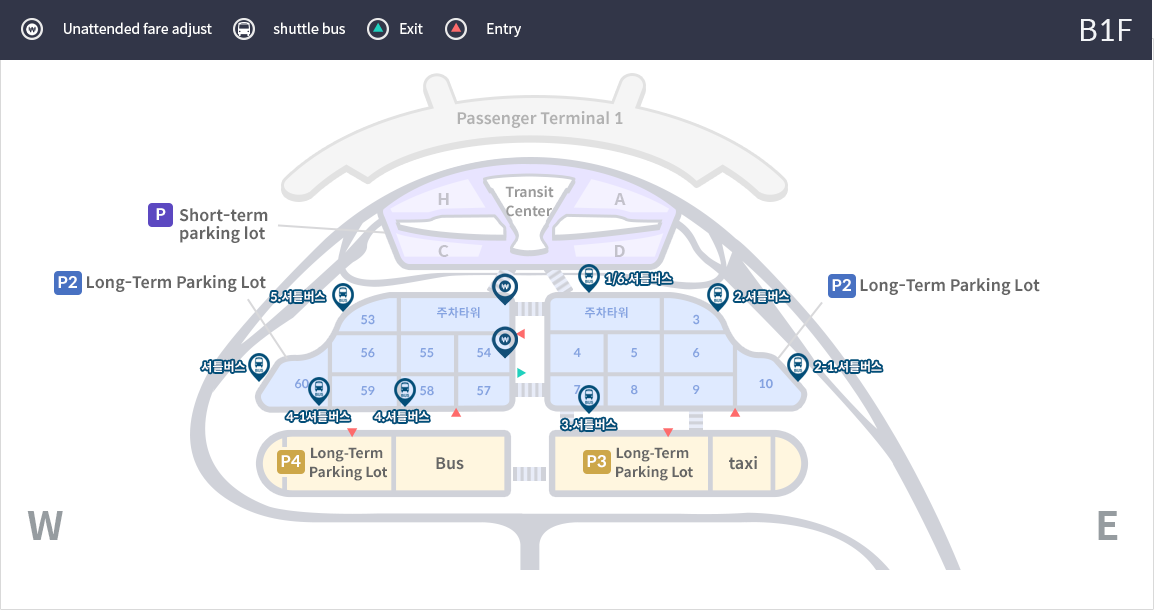 Unattended fare adjust
shuttle bus
Exit
Entry
B1F
Passenger Terminal 1
Transit
Center
H
A
C
D
P
Short-term
parking lot
P2 Long-Term Parking Lot
P2 Long-Term Parking Lot
1/6.셔틀버스
5.셔틀버스
2.셔틀버스
53
주차타워
주차타워
3
56
55
54
4
5
6
셔틀버스
2-1.셔틀버스
60
59
58
57
7
8
9
10
4-1셔틀버스
4.셔틀버스
3.셔틀버스
P4
Long-Term
Parking Lot
Bus
P3
Long-Term
Parking Lot
taxi
W
E